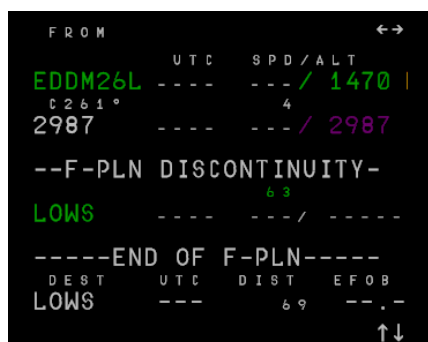 FROM ←→
UTC SPD/ALT
EDDM26L ---- ---/ 1470
C261° 4
2987 ---- ---/ 2987
--F-PLN DISCONTINUITY-
63
LOWS ---- ---/ -----
-----END OF F-PLN-----
DEST UTC DIST EFOB
LOWS --- 69 --.-
↑↓